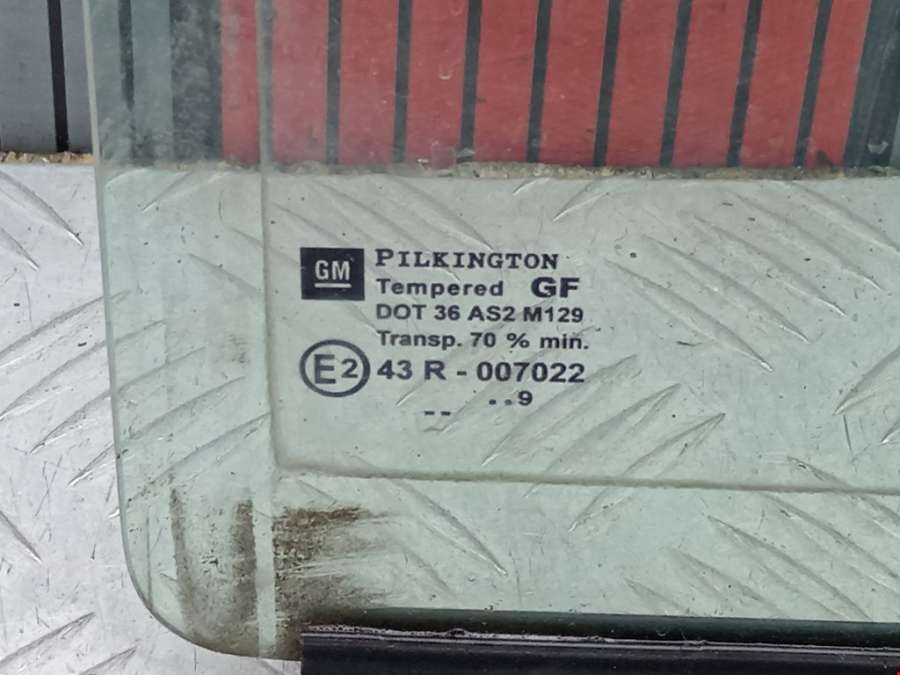 GM PILKINGTON
Tempered GF
DOT 36 AS2 M129
Transp. 70 % min.
E2 43 R - 007022
.. 9
--